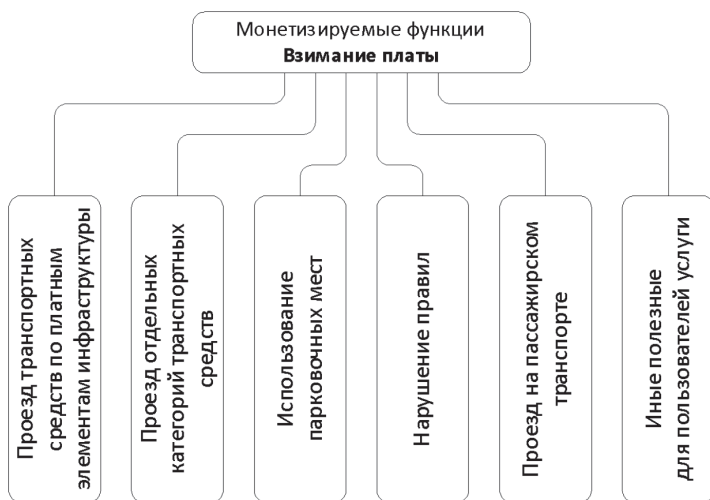 Монетизируемые функции
Взимание платы
Проезд транспортных
средств по платным
элементам инфраструктуры
Проезд отдельных
категорий транспортных
средств
Использование
парковочных мест
Нарушение правил
Проезд на пассажирском
транспорте
Иные полезные
для пользователей услуги